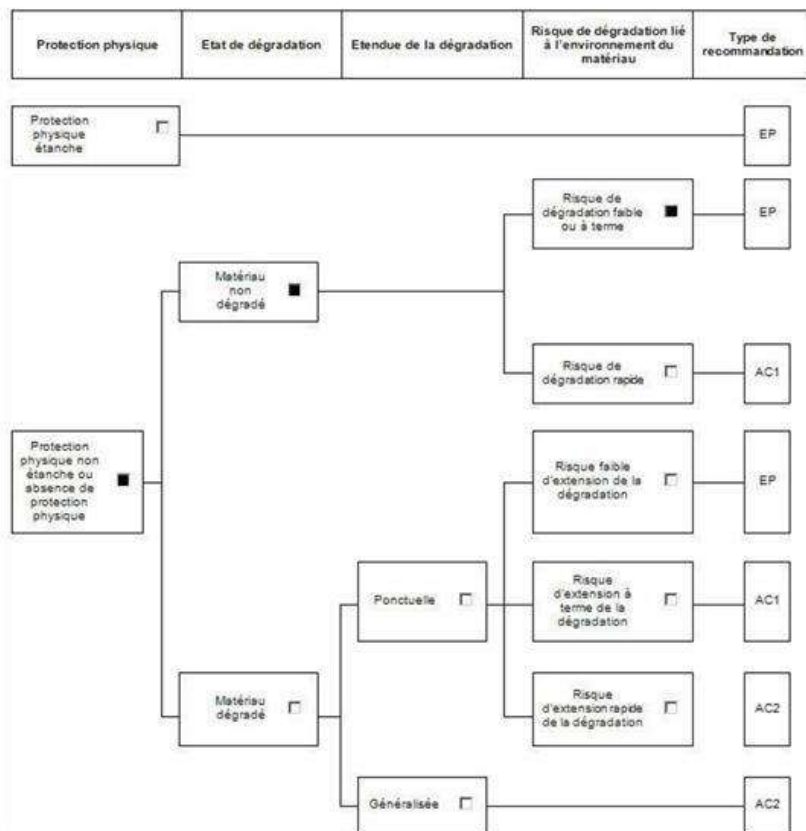 Protection physique
Etat de dégradation
Etendue de la dégradation
Risque de dégradation lié
à l'environnement du
matériau
Type de
recommandation
Protection
physique
étanche
EP
Risque de
dégradation faible
ou à terme
EP
Matériau
non
dégradé
Risque de
dégradation rapide
AC1
Protection
physique non
étanche ou
absence de
protection
physique
Risque faible
d'extension de la
dégradation
EP
Ponctuelle
Risque
d'extension à
terme de la
dégradation
AC1
Matériau
dégradé
Risque
d'extension rapide
de la dégradation
AC2
Généralisée
AC2